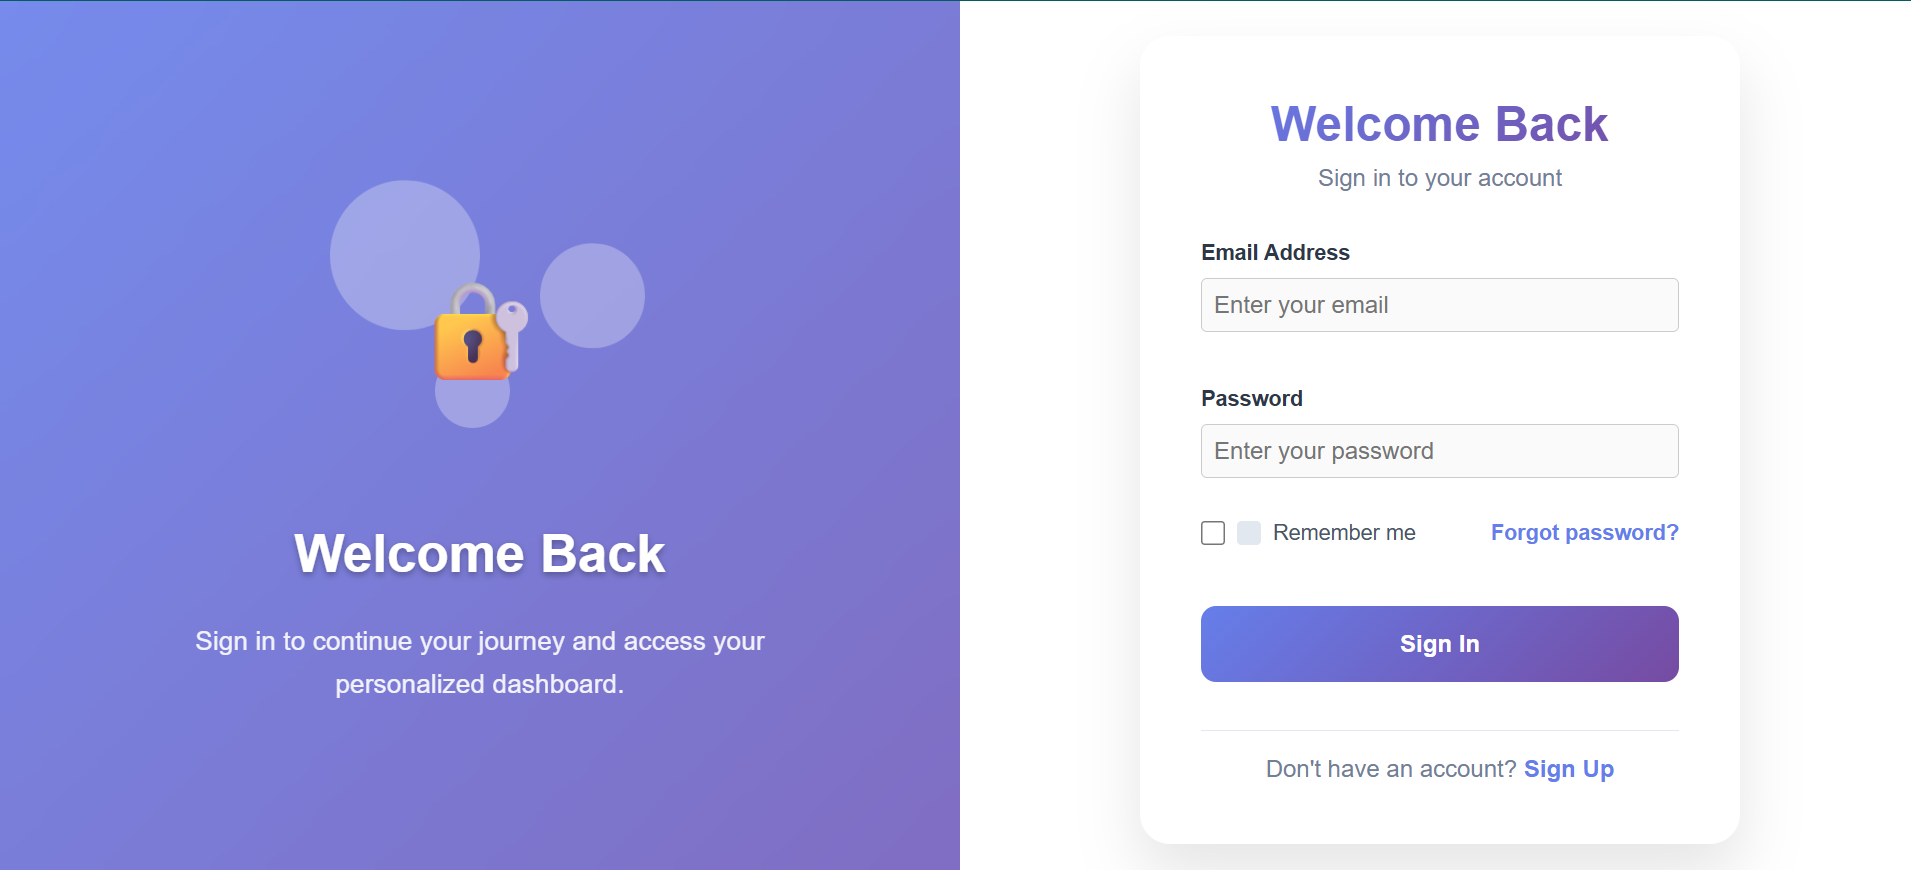 Welcome Back
Sign in to continue your journey and access your
personalized dashboard.
Welcome Back
Sign in to your account
Email Address
Enter your email
Password
Enter your password
Remember me
Forgot password?
Sign In
Don't have an account? Sign Up